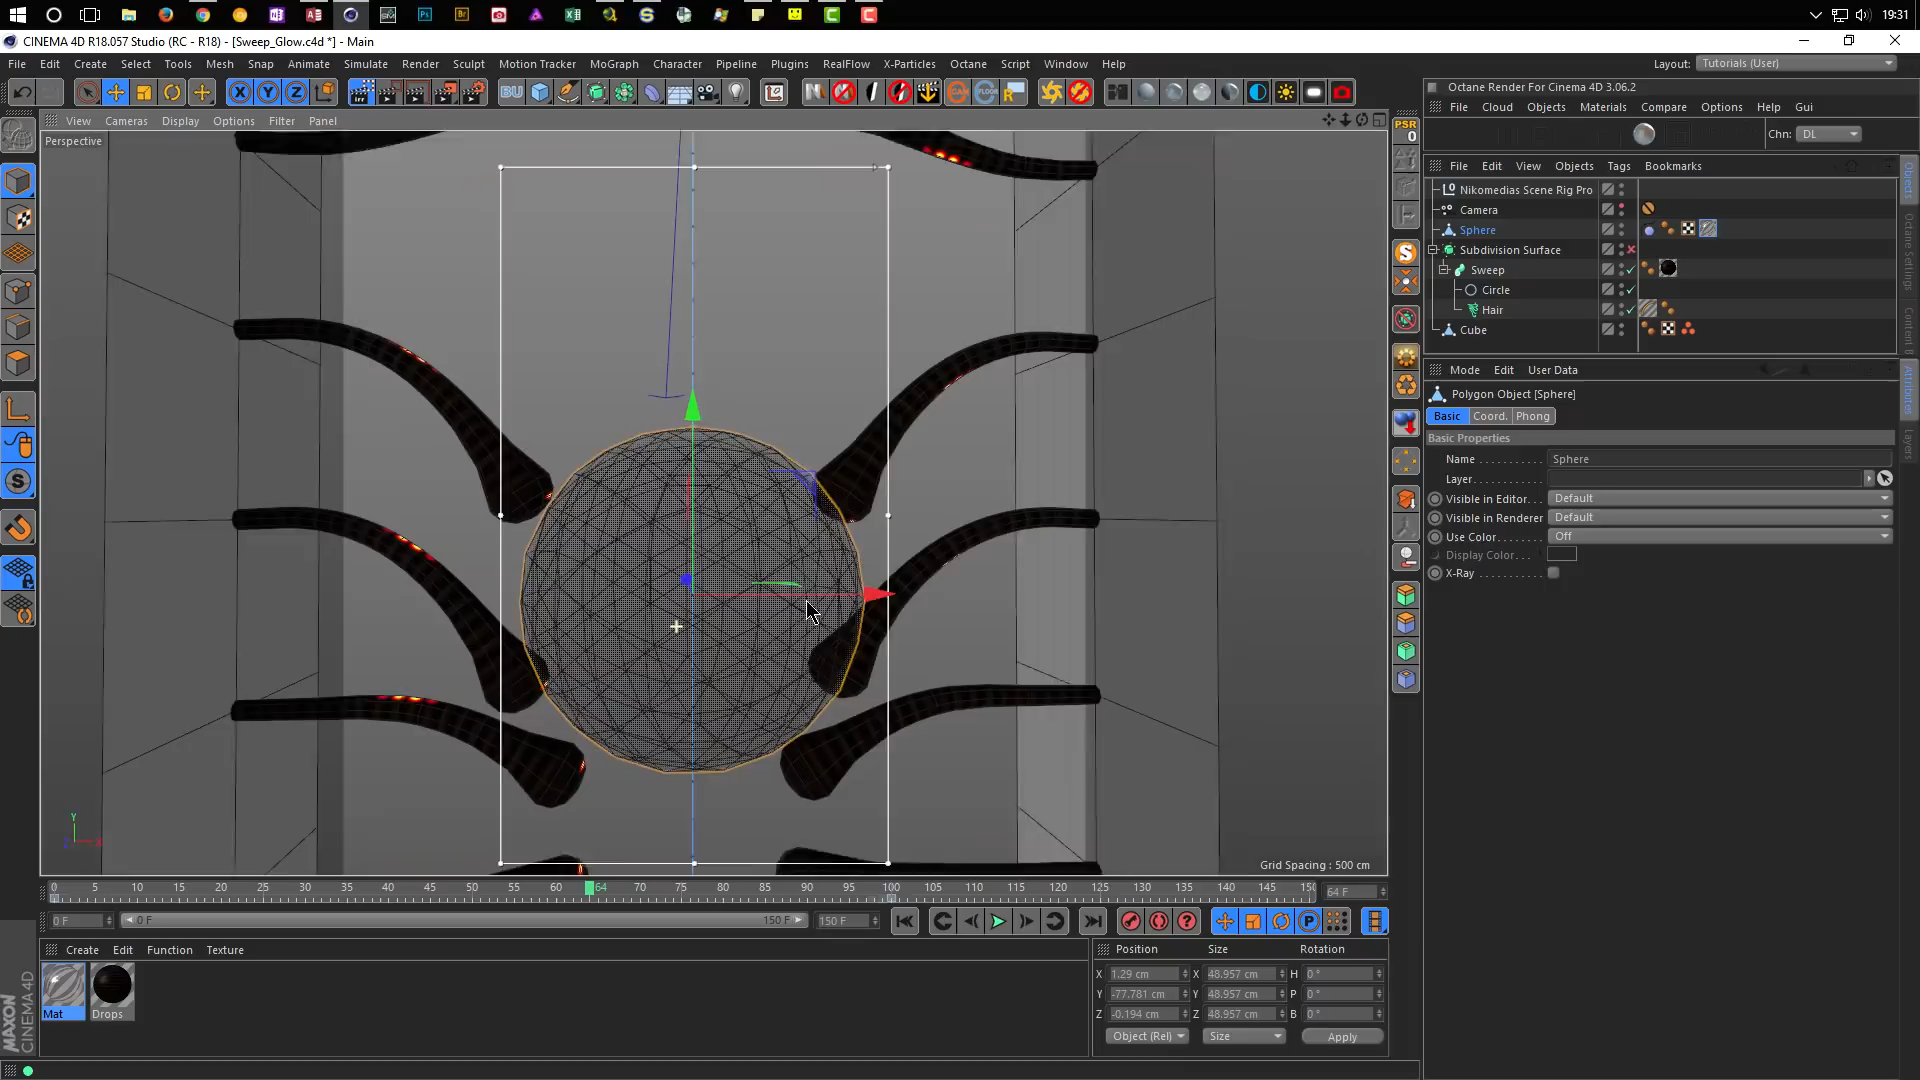 19:31
CINEMA 4D R18.057 Studio (RC - R18) - [Sweep_Glow.c4d *] - Main
File Edit Create Select Tools Mesh Snap Animate Simulate Render Sculpt Motion Tracker MoGraph Character Pipeline Plugins RealFlow X-Particles Octane Script Window Help
Layout: Tutorials (User)
Octane Render For Cinema 4D 3.06.2
File Cloud Objects Materials Compare Options Help Gui
Chn: DL
View Cameras Display Options Filter Panel
Perspective
PSR
0
File Edit View Objects Tags Bookmarks
Nikomedias Scene Rig Pro
Camera
Sphere
Subdivision Surface
Sweep
Circle
Hair
Cube
Objects
Octane Settings
Attributes
Layers
Mode Edit User Data
Polygon Object [Sphere]
Basic Coord. Phong
Basic Properties
Name Sphere
Layer
Visible in Editor Default
Visible in Renderer Default
Use Color Off
Display Color
X-Ray
Y
Z X
Grid Spacing : 500 cm
0 5 10 15 20 25 30 35 40 45 50 55 60 64 70 75 80 85 90 95 100 105 110 115 120 125 130 135 140 145 150
64 F
0 F 0 F 150 F 150 F
Create Edit Function Texture
Mat Drops
Position Size Rotation
X 1.29 cm X 48.957 cm H 0 °
Y -77.781 cm Y 48.957 cm P 0 °
Z -0.194 cm Z 48.957 cm B 0 °
Object (Rel) Size Apply
MAXON
CINEMA 4D